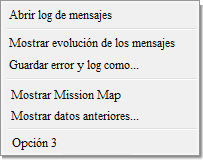 Abrir log de mensajes
Mostrar evolución de los mensajes
Guardar error y log como...
Mostrar Mission Map
Mostrar datos anteriores...
Opción 3